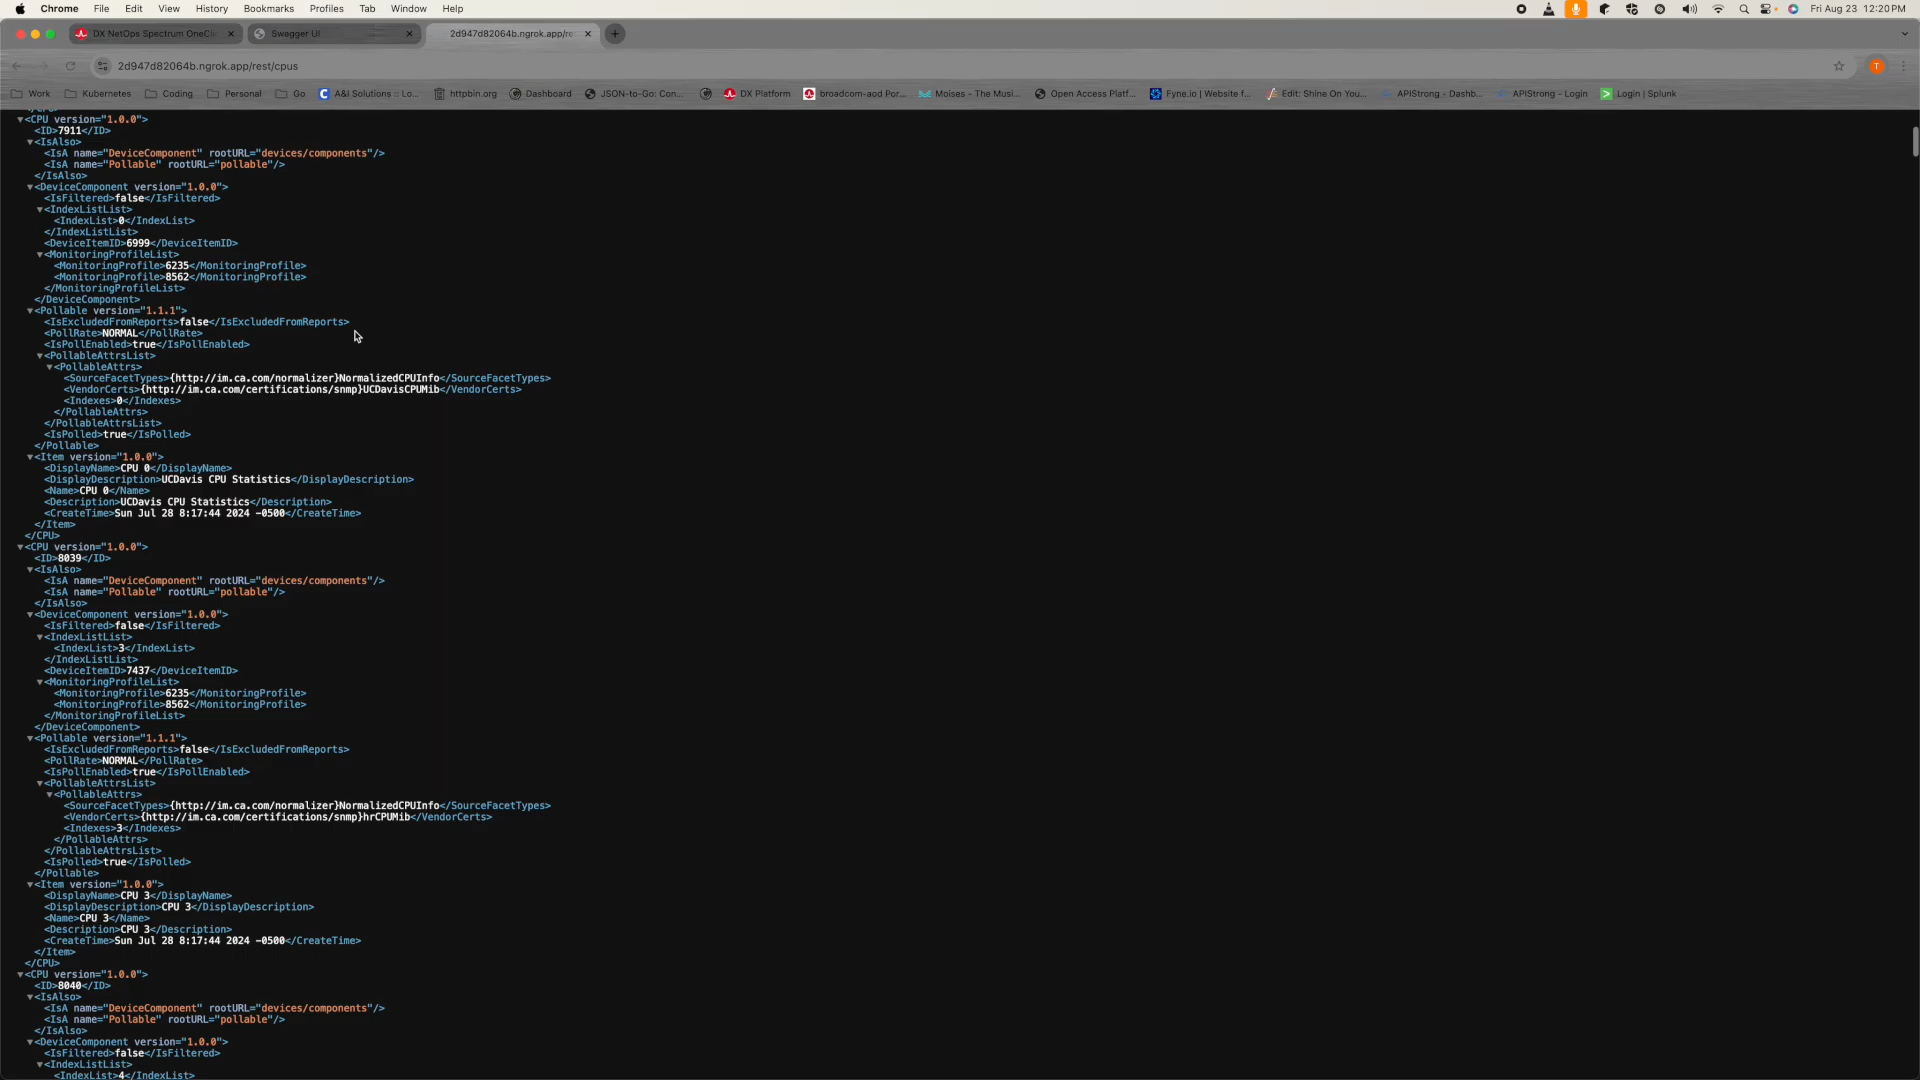 Chrome File Edit View History Bookmarks Profiles Tab Window Help
Fri Aug 23 12:20 PM
DX NetOps Spectrum OneCli
Swagger UI
2d947d82064b.ngrok.app/re
2d947d82064b.ngrok.app/rest/cpus
T
Work Kubernetes Coding Personal Go A&I Solutions :: Lo... httpbin.org Dashboard JSON-to-Go: Con... DX Platform broadcom-aod Por... Moises - The Musi... Open Access Platf... Fyne.io | Website f... Edit: Shine On You... APIStrong - Dashb... APIStrong - Login Login | Splunk
</CPU>
▼<CPU version="1.0.0">
<ID>7911</ID>
▼<IsAlso>
<IsA name="DeviceComponent" rootURL="devices/components"/>
<IsA name="Pollable" rootURL="pollable"/>
</IsAlso>
▼<DeviceComponent version="1.0.0">
<IsFiltered>false</IsFiltered>
▼<IndexListList>
<IndexList>0</IndexList>
</IndexListList>
<DeviceItemID>6999</DeviceItemID>
▼<MonitoringProfileList>
<MonitoringProfile>6235</MonitoringProfile>
<MonitoringProfile>8562</MonitoringProfile>
</MonitoringProfileList>
</DeviceComponent>
▼<Pollable version="1.1.1">
<IsExcludedFromReports>false</IsExcludedFromReports>
<PollRate>NORMAL</PollRate>
<IsPollEnabled>true</IsPollEnabled>
▼<PollableAttrsList>
▼<PollableAttrs>
<SourceFacetTypes>{http://im.ca.com/normalizer}NormalizedCPUInfo</SourceFacetTypes>
<VendorCerts>{http://im.ca.com/certifications/snmp}UCDavisCPUMib</VendorCerts>
<Indexes>0</Indexes>
</PollableAttrs>
</PollableAttrsList>
<IsPolled>true</IsPolled>
</Pollable>
▼<Item version="1.0.0">
<DisplayName>CPU 0</DisplayName>
<DisplayDescription>UCDavis CPU Statistics</DisplayDescription>
<Name>CPU 0</Name>
<Description>UCDavis CPU Statistics</Description>
<CreateTime>Sun Jul 28 8:17:44 2024 -0500</CreateTime>
</Item>
</CPU>
▼<CPU version="1.0.0">
<ID>8039</ID>
▼<IsAlso>
<IsA name="DeviceComponent" rootURL="devices/components"/>
<IsA name="Pollable" rootURL="pollable"/>
</IsAlso>
▼<DeviceComponent version="1.0.0">
<IsFiltered>false</IsFiltered>
▼<IndexListList>
<IndexList>3</IndexList>
</IndexListList>
<DeviceItemID>7437</DeviceItemID>
▼<MonitoringProfileList>
<MonitoringProfile>6235</MonitoringProfile>
<MonitoringProfile>8562</MonitoringProfile>
</MonitoringProfileList>
</DeviceComponent>
▼<Pollable version="1.1.1">
<IsExcludedFromReports>false</IsExcludedFromReports>
<PollRate>NORMAL</PollRate>
<IsPollEnabled>true</IsPollEnabled>
▼<PollableAttrsList>
▼<PollableAttrs>
<SourceFacetTypes>{http://im.ca.com/normalizer}NormalizedCPUInfo</SourceFacetTypes>
<VendorCerts>{http://im.ca.com/certifications/snmp}hrCPUMib</VendorCerts>
<Indexes>3</Indexes>
</PollableAttrs>
</PollableAttrsList>
<IsPolled>true</IsPolled>
</Pollable>
▼<Item version="1.0.0">
<DisplayName>CPU 3</DisplayName>
<DisplayDescription>CPU 3</DisplayDescription>
<Name>CPU 3</Name>
<Description>CPU 3</Description>
<CreateTime>Sun Jul 28 8:17:44 2024 -0500</CreateTime>
</Item>
</CPU>
▼<CPU version="1.0.0">
<ID>8040</ID>
▼<IsAlso>
<IsA name="DeviceComponent" rootURL="devices/components"/>
<IsA name="Pollable" rootURL="pollable"/>
</IsAlso>
▼<DeviceComponent version="1.0.0">
<IsFiltered>false</IsFiltered>
▼<IndexListList>
<IndexList>4</IndexList>